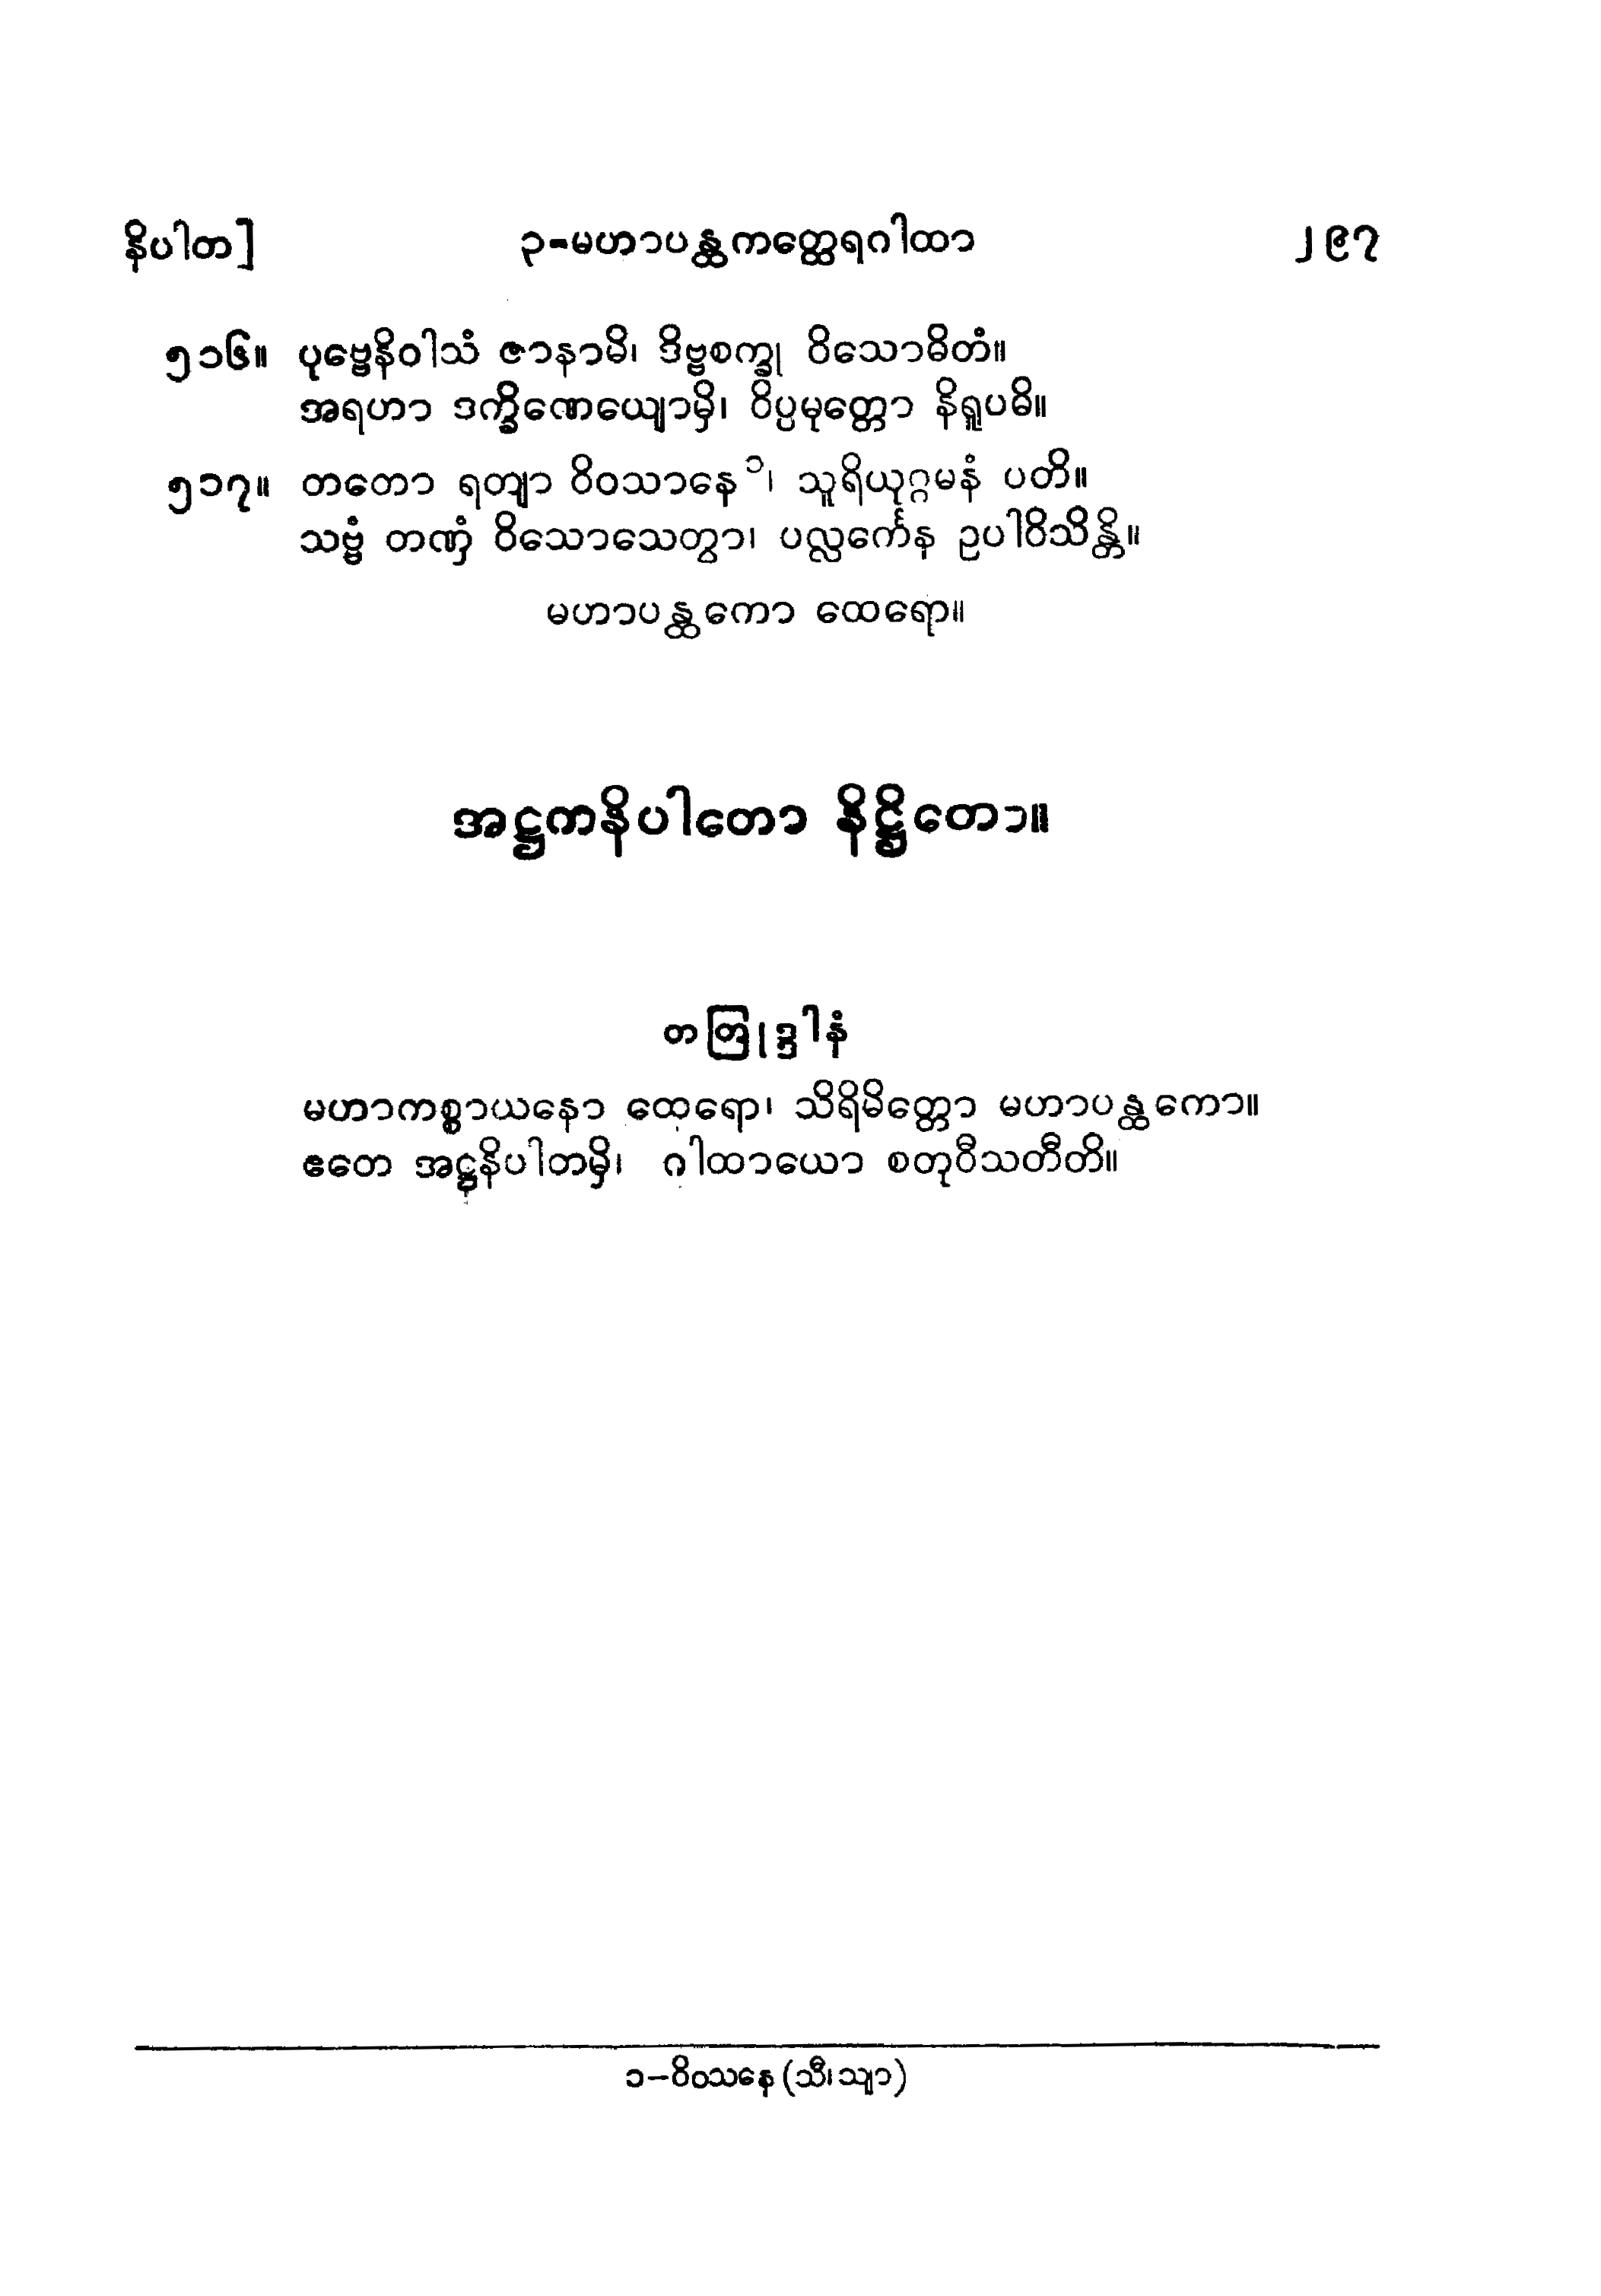 နိပါတ]
၃-မဟာပန္ထကတ္ထေရဂါထာ
၂၉၇
၅၁၆။ ပုဗ္ဗေနိဝါသံ ဇာနာမိ၊ ဒိဗ္ဗစက္ခု ဝိသောဓိတံ။
အရဟာ ဒက္ခိဏေယျောမှိ၊ ဝိပ္ပမုတ္တော နိရူပဓိ။
၅၁၇။ တတော ရတျာ ဝိဝသာနေ၁၊ သူရိယုဂ္ဂမနံ ပတိ။
သဗ္ဗံ တဏှံ ဝိသောသေတွာ၊ ပလ္လင်္ကေန ဥပါဝိသိန္တိ။
မဟာပန္ထကော ထေရော။
အဋ္ဌကနိပါတော နိဋ္ဌိတော။
တတြုဒ္ဒါနံ
မဟာကစ္စာယနော ထေရော၊ သိရိမိတ္တော မဟာပန္ထကော။
ဧတေ အဋ္ဌနိပါတမှိ၊ ဂါထာယော စတုဝီသတီတိ။
၁–ဝိဝသနေ (သီ၊ သျာ)